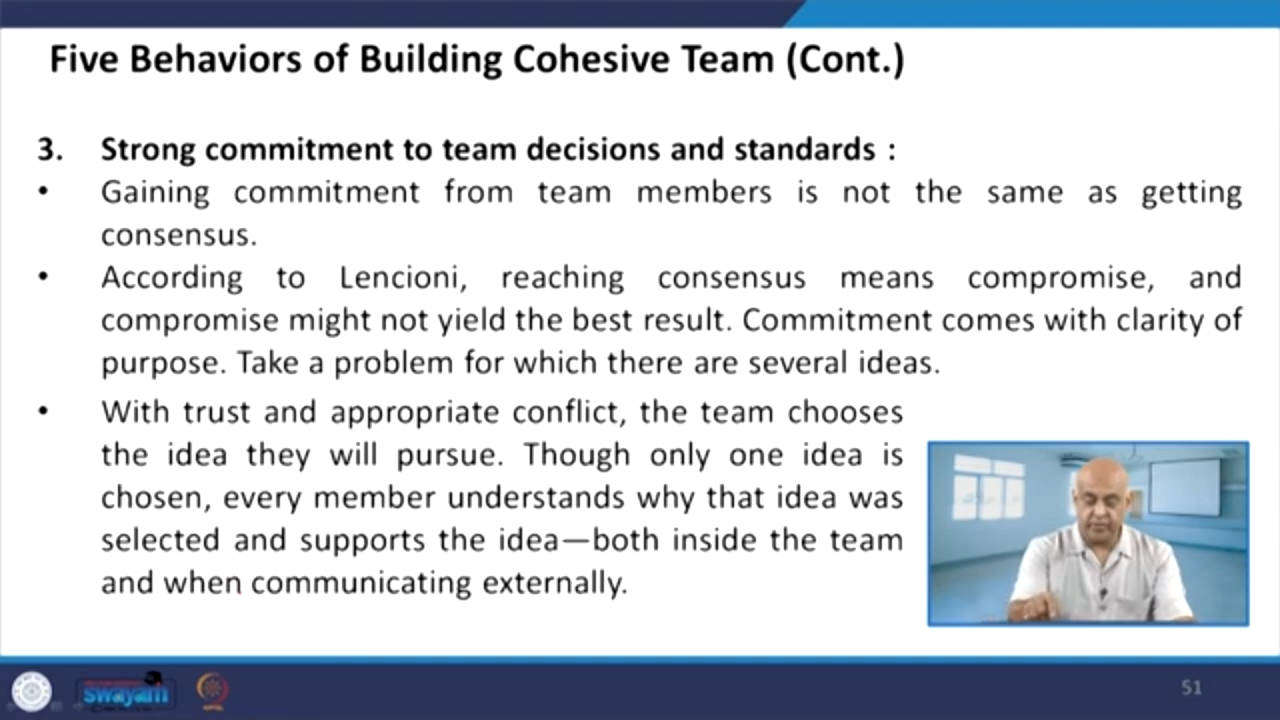 Five Behaviors of Building Cohesive Team (Cont.)
3. Strong commitment to team decisions and standards :
• Gaining commitment from team members is not the same as getting
consensus.
• According to Lencioni, reaching consensus means compromise, and
compromise might not yield the best result. Commitment comes with clarity of
purpose. Take a problem for which there are several ideas.
• With trust and appropriate conflict, the team chooses
the idea they will pursue. Though only one idea is
chosen, every member understands why that idea was
selected and supports the idea—both inside the team
and when communicating externally.
swayam
51